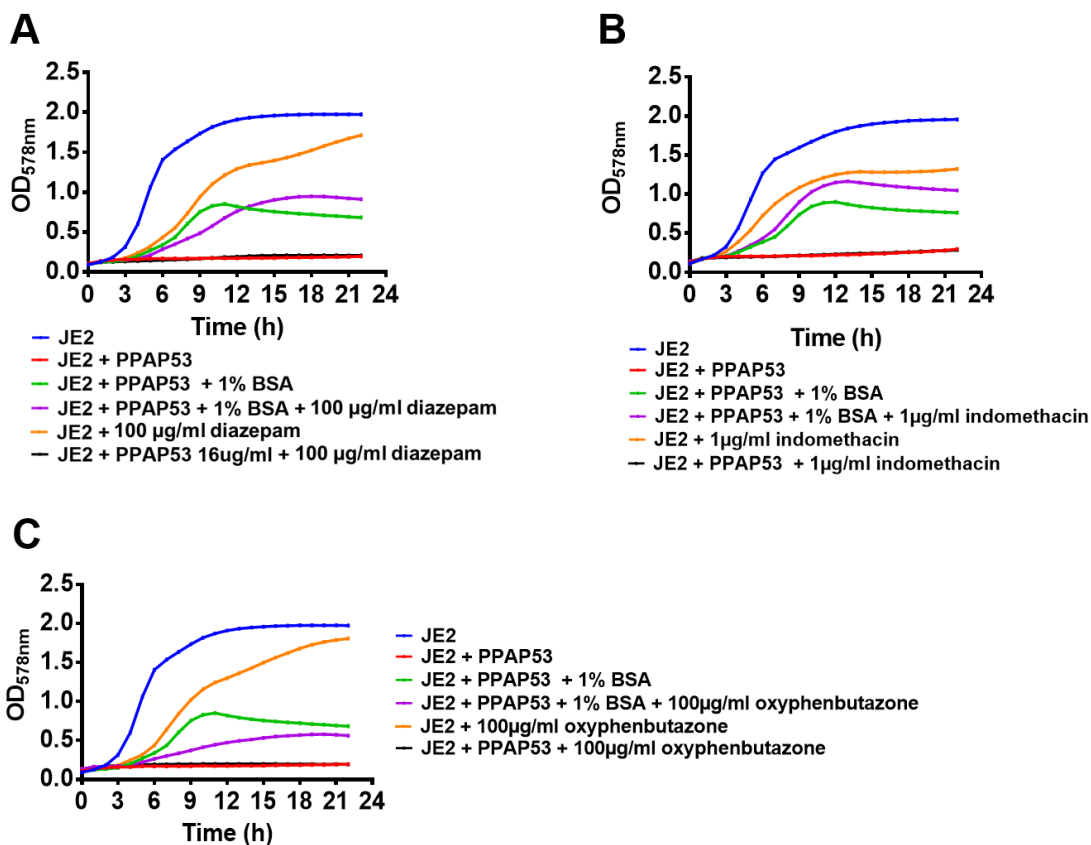 A
2.5
2.0
1.5
1.0
0.5
0.0
OD578nm
0 3 6 9 12 15 18 21 24
Time (h)
JE2
JE2 + PPAP53
JE2 + PPAP53 + 1% BSA
JE2 + PPAP53 + 1% BSA + 100 µg/ml diazepam
JE2 + 100 µg/ml diazepam
JE2 + PPAP53 16ug/ml + 100 µg/ml diazepam
B
2.5
2.0
1.5
1.0
0.5
0.0
OD578nm
0 3 6 9 12 15 18 21 24
Time (h)
JE2
JE2 + PPAP53
JE2 + PPAP53 + 1% BSA
JE2 + PPAP53 + 1% BSA + 1µg/ml indomethacin
JE2 + 1µg/ml indomethacin
JE2 + PPAP53 + 1µg/ml indomethacin
C
2.5
2.0
1.5
1.0
0.5
0.0
OD578nm
0 3 6 9 12 15 18 21 24
Time (h)
JE2
JE2 + PPAP53
JE2 + PPAP53 + 1% BSA
JE2 + PPAP53 + 1% BSA + 100µg/ml oxyphenbutazone
JE2 + 100µg/ml oxyphenbutazone
JE2 + PPAP53 + 100µg/ml oxyphenbutazone